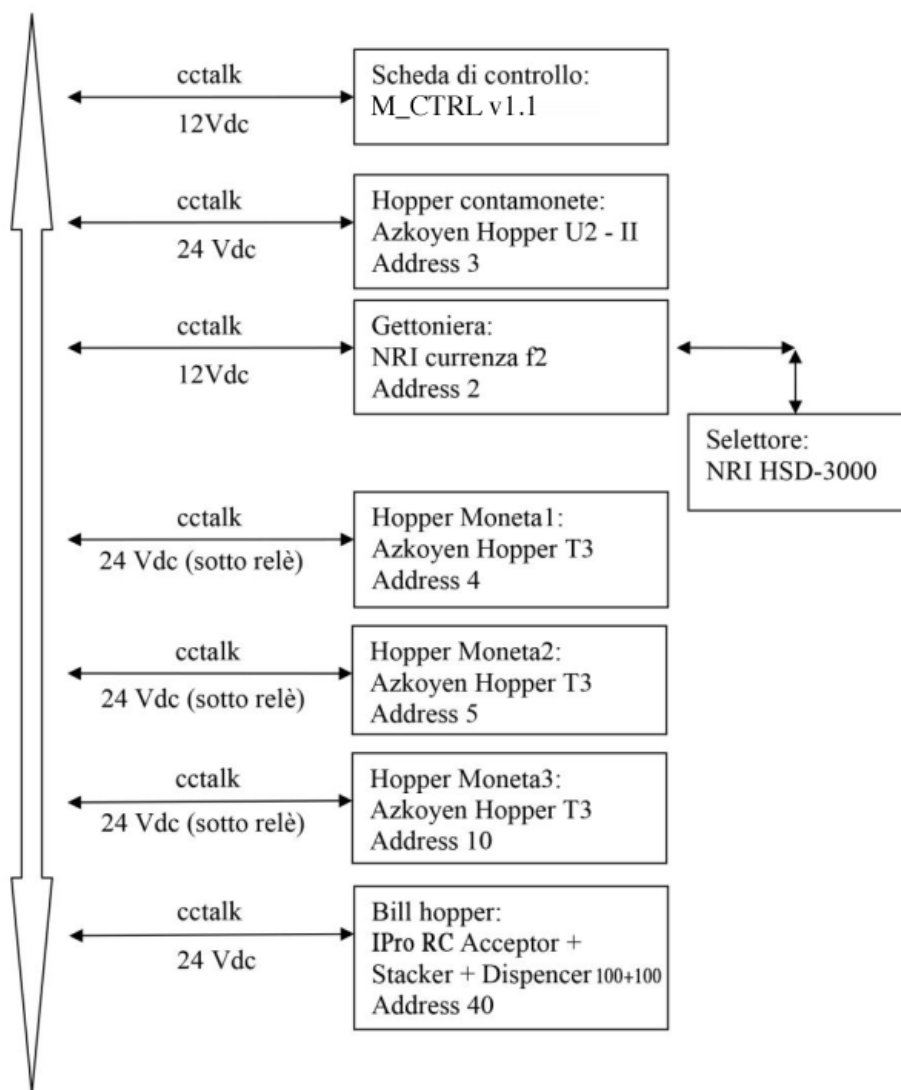 cctalk
12Vdc
Scheda di controllo:
M_CTRL v1.1
cctalk
24 Vdc
Hopper contamonete:
Azkoyen Hopper U2 - II
Address 3
cctalk
12Vdc
Gettoniera:
NRI currenza f2
Address 2
Selettore:
NRI HSD-3000
cctalk
24 Vdc (sotto relè)
Hopper Moneta1:
Azkoyen Hopper T3
Address 4
cctalk
24 Vdc (sotto relè)
Hopper Moneta2:
Azkoyen Hopper T3
Address 5
cctalk
24 Vdc (sotto relè)
Hopper Moneta3:
Azkoyen Hopper T3
Address 10
cctalk
24 Vdc
Bill hopper:
IPro RC Acceptor +
Stacker + Dispencer 100+100
Address 40